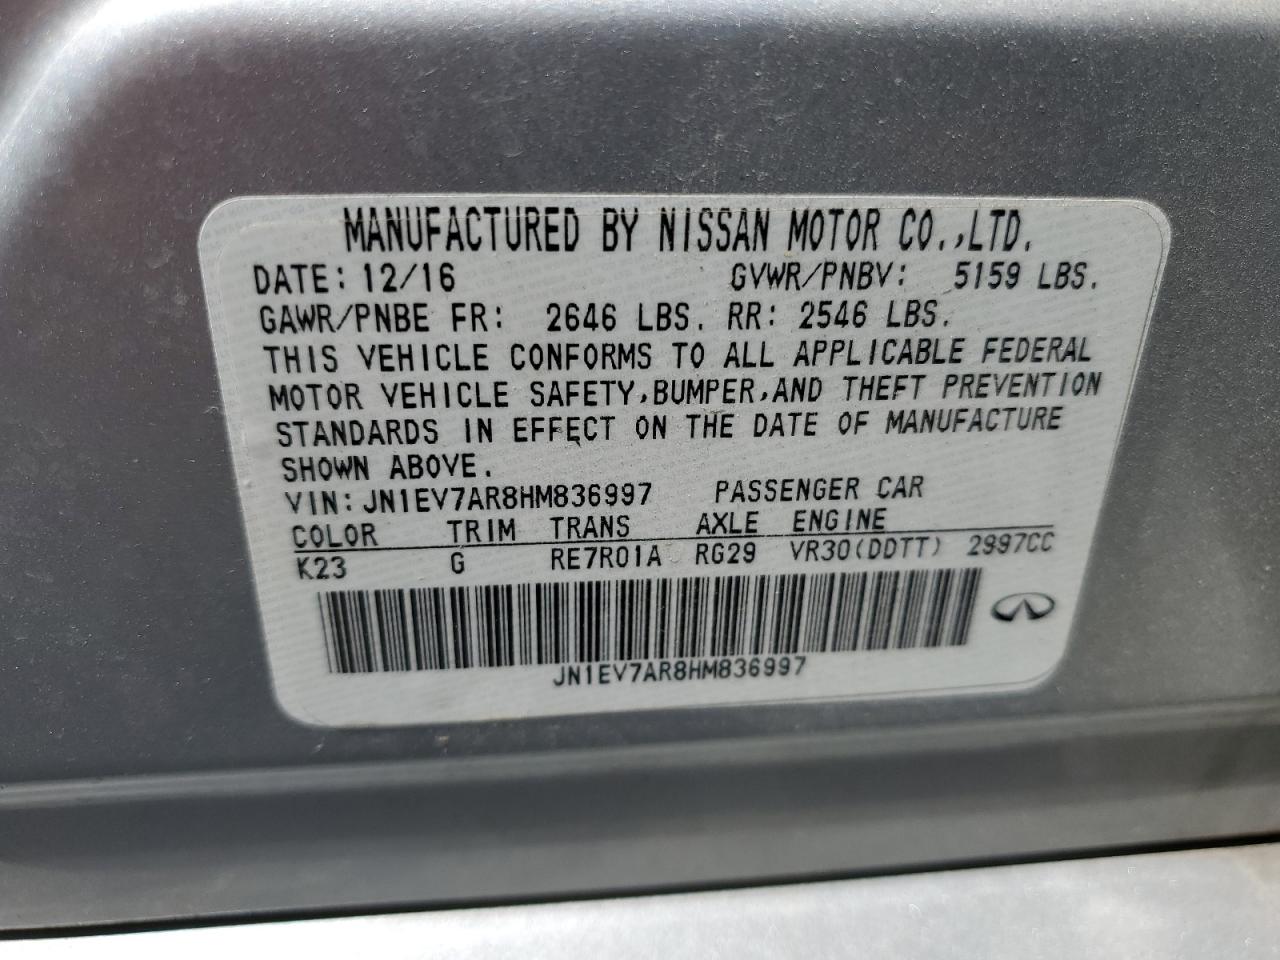 MANUFACTURED BY NISSAN MOTOR CO.,LTD.
DATE: 12/16 GVWR/PNBV: 5159 LBS.
GAWR/PNBE FR: 2646 LBS. RR: 2546 LBS.
THIS VEHICLE CONFORMS TO ALL APPLICABLE FEDERAL
MOTOR VEHICLE SAFETY,BUMPER,AND THEFT PREVENTION
STANDARDS IN EFFECT ON THE DATE OF MANUFACTURE
SHOWN ABOVE.
VIN: JN1EV7AR8HM836997 PASSENGER CAR
COLOR TRIM TRANS AXLE ENGINE
K23 G RE7R01A RG29 VR30(DDTT) 2997CC
JN1EV7AR8HM836997